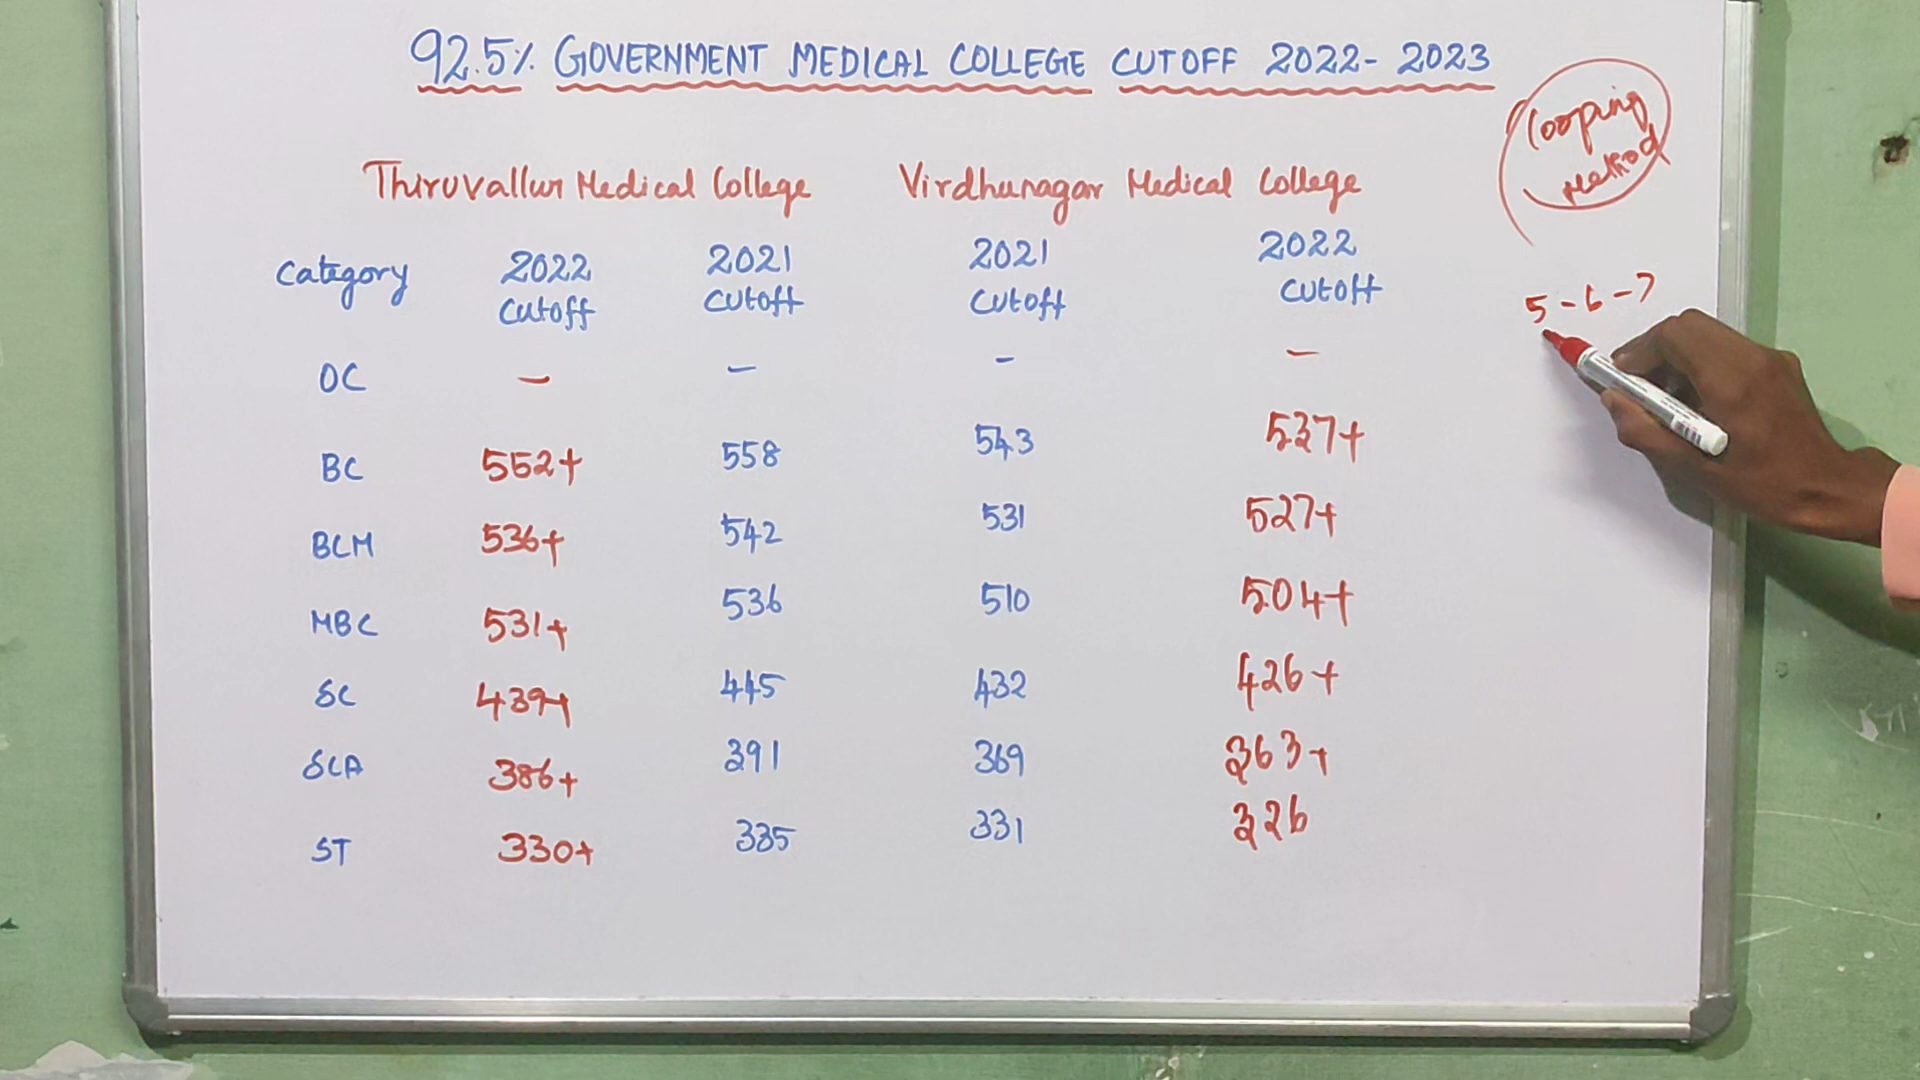 92.5% GOVERNMENT MEDICAL COLLEGE CUTOFF 2022-2023
Looping
Method
Thiruvallur Medical College Virdhunagar Medical College
Category 2022 Cutoff 2021 Cutoff 2021 Cutoff 2022 Cutoff
5-6-7
OC - - - -
BC 552+ 558 543 537+
BCM 536+ 542 531 527+
MBC 531+ 536 510 504+
SC 439+ 445 432 426+
SCA 386+ 391 369 363+
ST 330+ 335 331 326